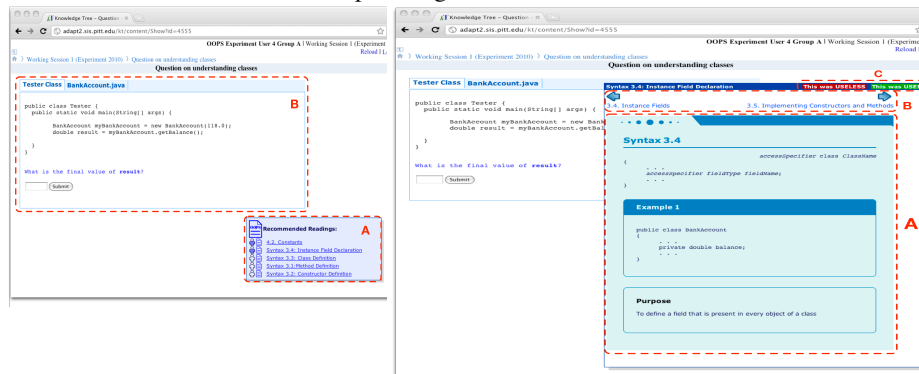 Knowledge Tree - Question
adapt2.sis.pitt.edu/kt/content/Show?id=4555
OOPS Experiment User 4 Group A | Working Session 1 (Experiment
Reload | L
Working Session 1 (Experiment 2010) Question on understanding classes
Question on understanding classes
Tester Class BankAccount.java
B
public class Tester {
public static void main(String[] args) {
BankAccount myBankAccount = new BankAccount(118.0);
double result = myBankAccount.getBalance();
}
}
What is the final value of result?
Submit
Recommended Readings:
A
4.2. Constants
Syntax 3.4: Instance Field Declaration
Syntax 3.3: Class Definition
Syntax 3.1:Method Definition
Syntax 3.2: Constructor Definition
Knowledge Tree - Question
adapt2.sis.pitt.edu/kt/content/Show?id=4555
OOPS Experiment User 4 Group A | Working Session 1 (Experime
Reload
Working Session 1 (Experiment 2010) Question on understanding classes
Question on understanding classes
C
Tester Class BankAccount.java
Syntax 3.4: Instance Field Declaration This was USELESS This was USE
3.4. Instance Fields 3.5. Implementing Constructors and Methods
B
public class Tester {
public static void main(String[] args) {
BankAccount myBankAccount = new Bank
double result = myBankAccount.getBal
}
}
What is the final value of result?
Submit
Syntax 3.4
accessSpecifier class ClassName
{
. . .
accessSpecifier fieldType fieldName;
. . .
}
A
Example 1
public class BankAccount
{
. . .
private double balance;
. . .
}
Purpose
To define a field that is present in every object of a class